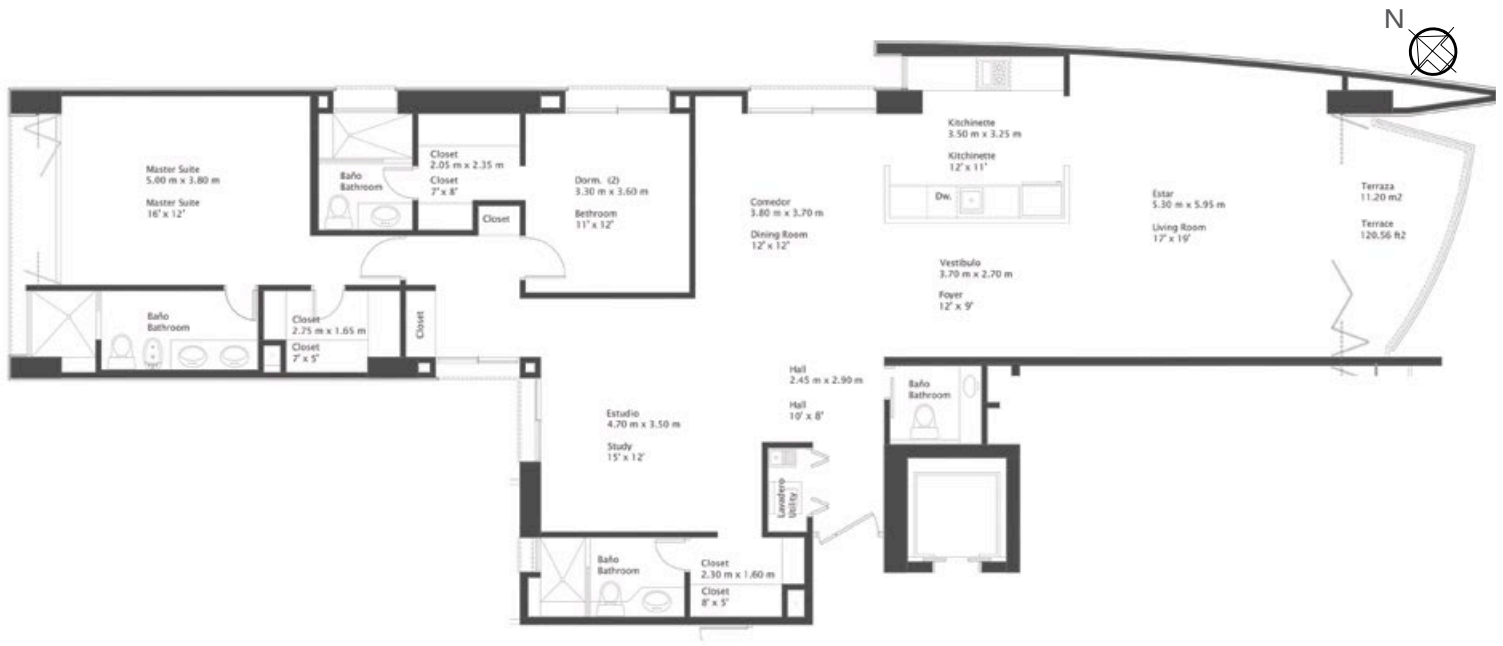 N
Master Suite
5.00 m x 3.80 m
Master Suite
16' x 12'
Baño
Bathroom
Closet
2.05 m x 2.35 m
Closet
7' x 8'
Closet
Dorm. (2)
3.30 m x 3.60 m
Bethroom
11' x 12'
Comedor
3.80 m x 3.70 m
Dining Room
12' x 12'
Kitchinette
3.50 m x 3.25 m
Kitchinette
12' x 11'
Dw.
Vestibulo
3.70 m x 2.70 m
Foyer
12' x 9'
Estar
5.30 m x 5.95 m
Living Room
17' x 19'
Terraza
11.20 m2
Terrace
120.56 ft2
Baño
Bathroom
Closet
2.75 m x 1.65 m
Closet
7' x 5'
Closet
Estudio
4.70 m x 3.50 m
Study
15' x 12'
Hall
2.45 m x 2.90 m
Hall
10' x 8'
Baño
Bathroom
Lavadero
Utility
Baño
Bathroom
Closet
2.30 m x 1.60 m
Closet
8' x 5'